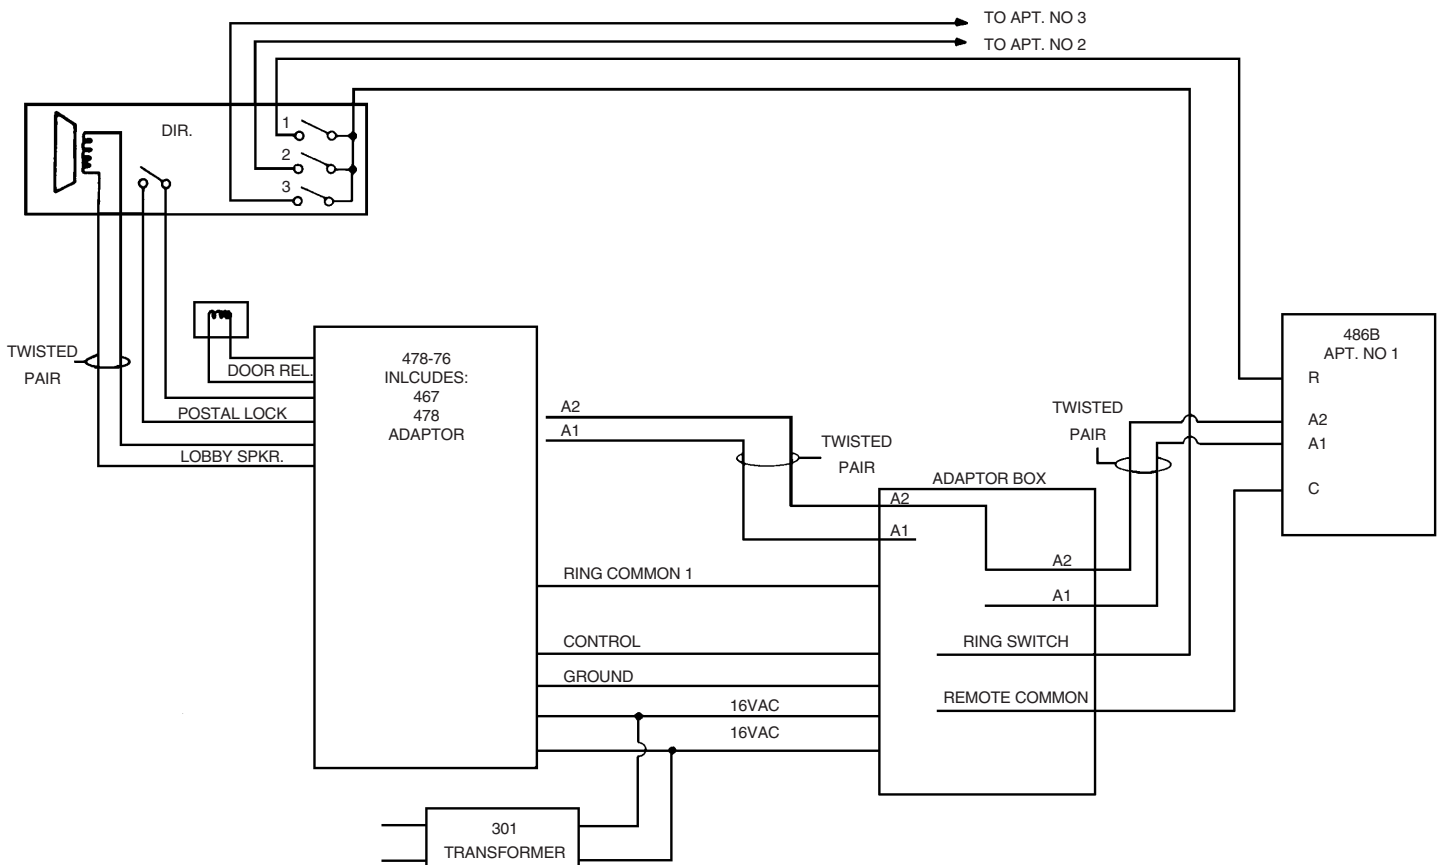 TO APT. NO 3
TO APT. NO 2
DIR.
1
2
3
TWISTED
PAIR
DOOR REL.
POSTAL LOCK
LOBBY SPKR.
478-76
INLCUDES:
467
478
ADAPTOR
A2
A1
TWISTED
PAIR
RING COMMON 1
CONTROL
GROUND
16VAC
16VAC
301
TRANSFORMER
ADAPTOR BOX
A2
A1
A2
A1
RING SWITCH
REMOTE COMMON
TWISTED
PAIR
486B
APT. NO 1
R
A2
A1
C